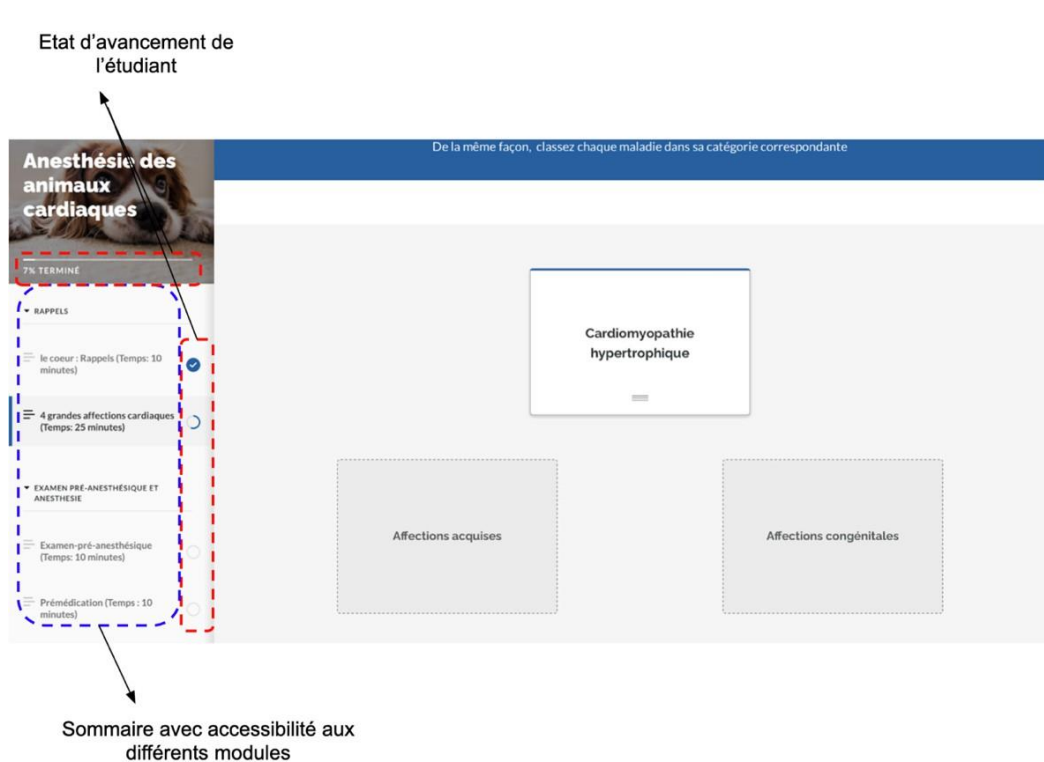 Etat d'avancement de
l'étudiant
Anesthésie des
animaux
cardiaques
7% TERMINÉ
RAPPELS
le coeur : Rappels (Temps: 10
minutes)
4 grandes affections cardiaques
(Temps: 25 minutes)
EXAMEN PRÉ-ANESTHÉSIQUE ET
ANESTHESIE
Examen-pré-anesthésique
(Temps: 10 minutes)
Prémédication (Temps : 10
minutes)
De la même façon, classez chaque maladie dans sa catégorie correspondante
Cardiomyopathie
hypertrophique
Affections acquises
Affections congénitales
Sommaire avec accessibilité aux
différents modules